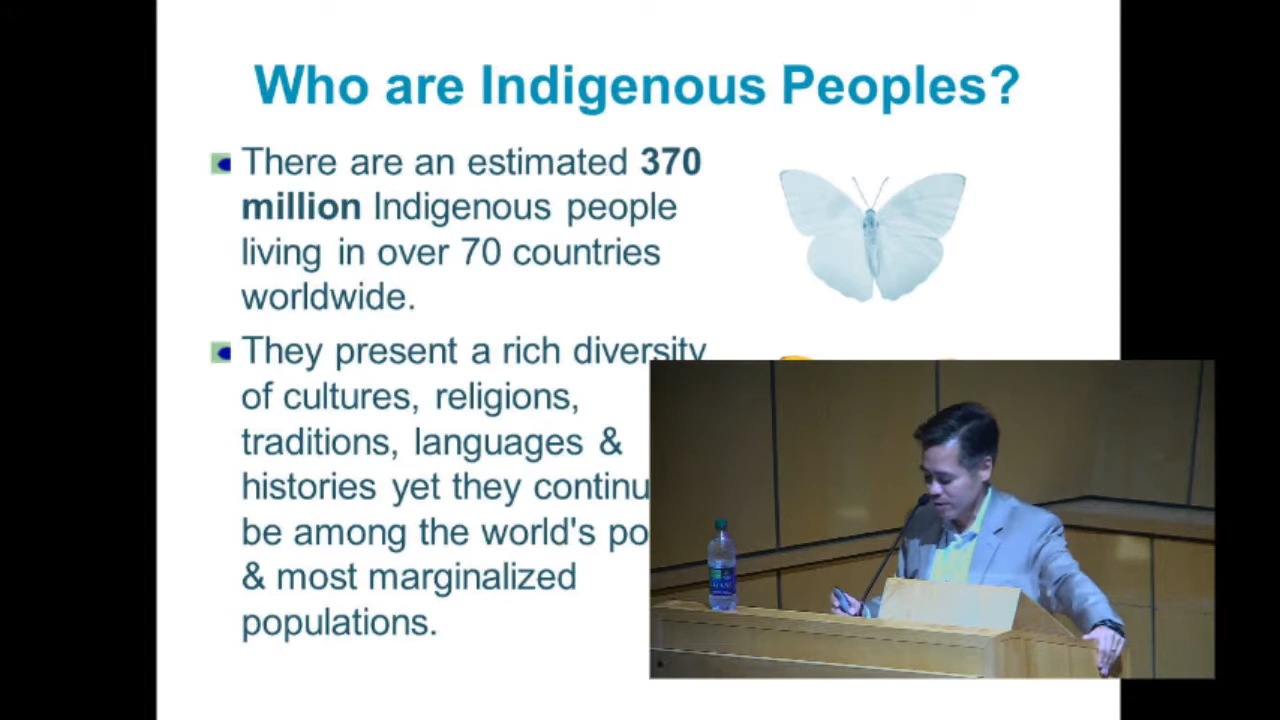 Who are Indigenous Peoples?
There are an estimated 370
million Indigenous people
living in over 70 countries
worldwide.
They present a rich diversity
of cultures, religions,
traditions, languages &
histories yet they continu
be among the world's po
& most marginalized
populations.